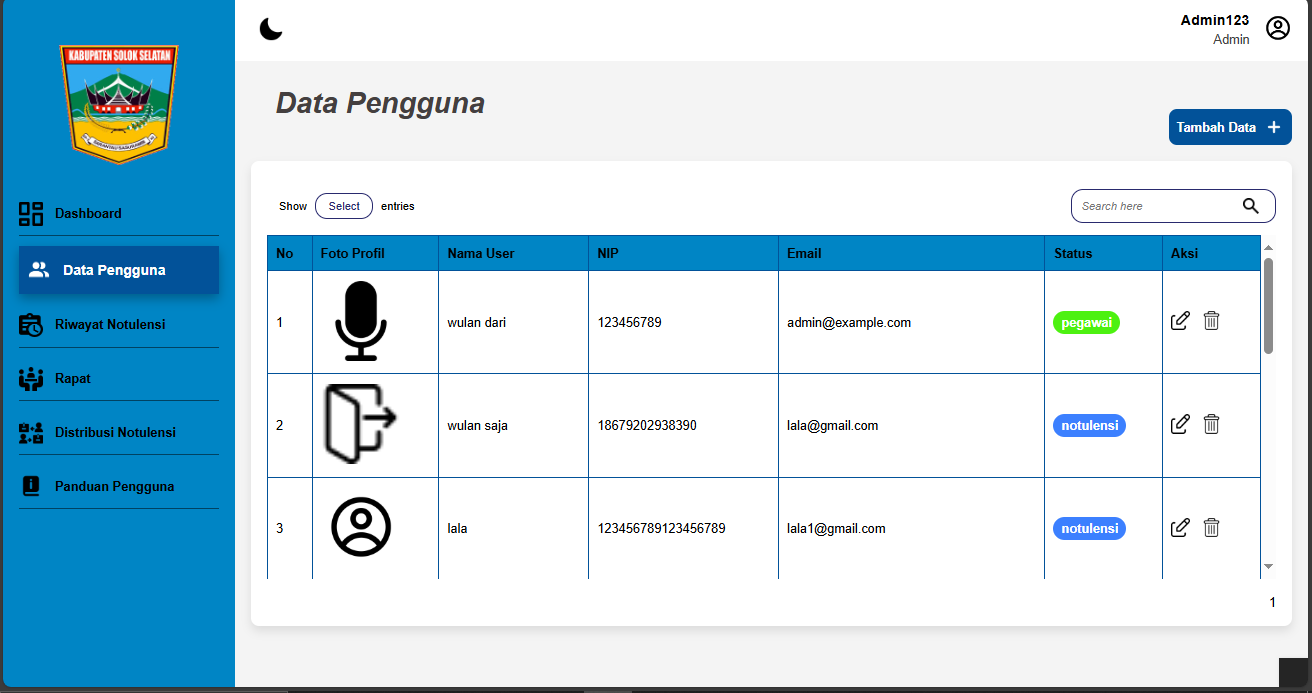 KABUPATEN SOLOK SELATAN
Admin123
Admin
Data Pengguna
Tambah Data +
Dashboard
Data Pengguna
Riwayat Notulensi
Rapat
Distribusi Notulensi
Panduan Pengguna
Show Select entries
Search here
No Foto Profil Nama User NIP Email Status Aksi
1 wulan dari 123456789 admin@example.com pegawai
2 wulan saja 18679202938390 lala@gmail.com notulensi
3 lala 123456789123456789 lala1@gmail.com notulensi
1